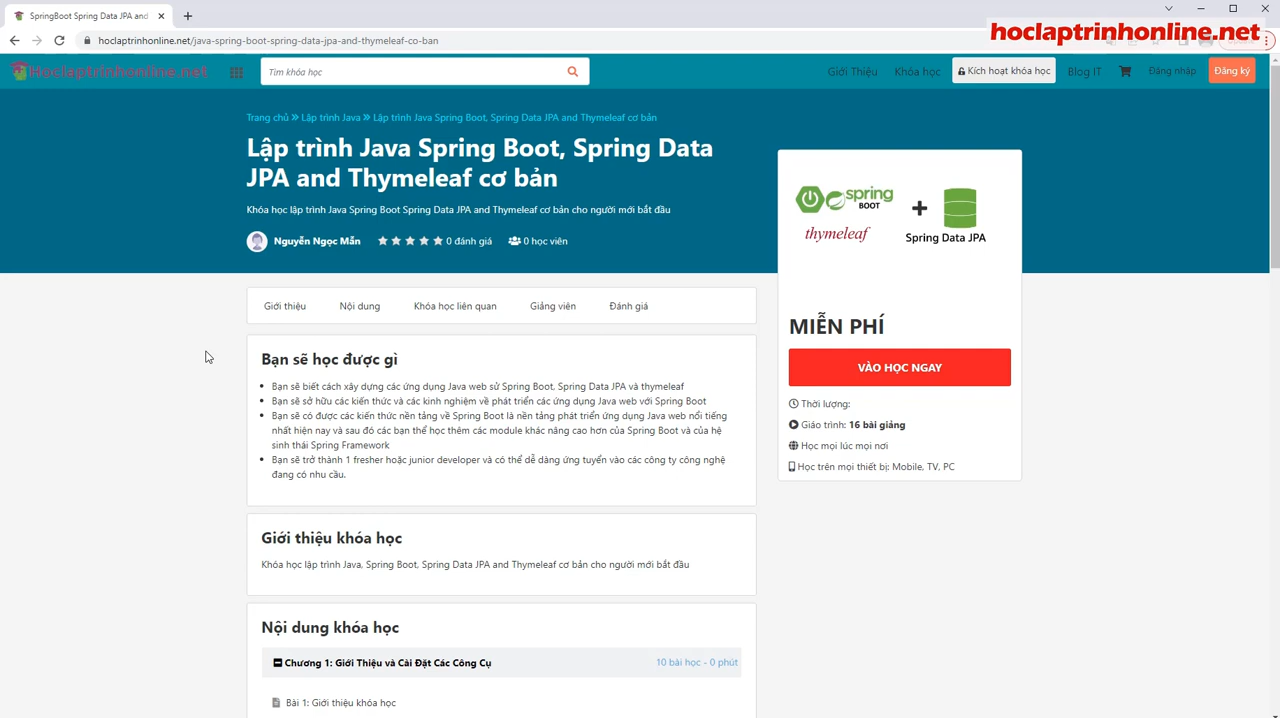 SpringBoot Spring Data JPA and
hoclaptrinhonline.net/java-spring-boot-spring-data-jpa-and-thymeleaf-co-ban
hoclaptrinhonline.net
Hoclaptrinhonline.net
Tìm khóa học
Giới Thiệu
Khóa học
Kích hoạt khóa học
Blog IT
Đăng nhập
Đăng ký
Trang chủ » Lập trình Java » Lập trình Java Spring Boot, Spring Data JPA and Thymeleaf cơ bản
Lập trình Java Spring Boot, Spring Data
JPA and Thymeleaf cơ bản
Khóa học lập trình Java Spring Boot Spring Data JPA and Thymeleaf cơ bản cho người mới bắt đầu
Nguyễn Ngọc Mẫn
0 đánh giá
0 học viên
spring
BOOT
thymeleaf
+
Spring Data JPA
MIỄN PHÍ
VÀO HỌC NGAY
Thời lượng:
Giáo trình: 16 bài giảng
Học mọi lúc mọi nơi
Học trên mọi thiết bị: Mobile, TV, PC
Giới thiệu
Nội dung
Khóa học liên quan
Giảng viên
Đánh giá
Bạn sẽ học được gì
Bạn sẽ biết cách xây dựng các ứng dụng Java web sử Spring Boot, Spring Data JPA và thymeleaf
Bạn sẽ sở hữu các kiến thức và các kinh nghiệm về phát triển các ứng dụng Java web với Spring Boot
Bạn sẽ có được các kiến thức nền tảng về Spring Boot là nền tảng phát triển ứng dụng Java web nổi tiếng
nhất hiện nay và sau đó các bạn thể học thêm các module khác nâng cao hơn của Spring Boot và của hệ
sinh thái Spring Framework
Bạn sẽ trở thành 1 fresher hoặc junior developer và có thể dễ dàng ứng tuyển vào các công ty công nghệ
đang có nhu cầu.
Giới thiệu khóa học
Khóa học lập trình Java, Spring Boot, Spring Data JPA and Thymeleaf cơ bản cho người mới bắt đầu
Nội dung khóa học
Chương 1: Giới Thiệu và Cài Đặt Các Công Cụ
10 bài học - 0 phút
Bài 1: Giới thiệu khóa học